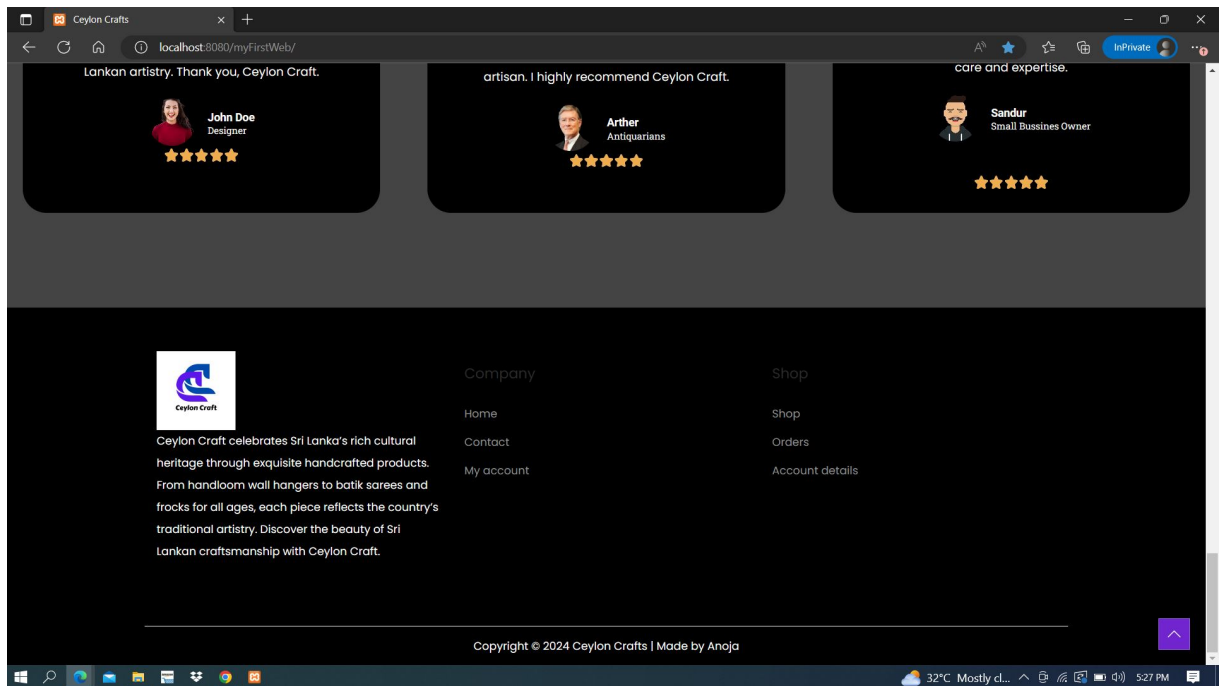 Ceylon Crafts
localhost:8080/myFirstWeb/
InPrivate
Lankan artistry. Thank you, Ceylon Craft.
John Doe
Designer
artisan. I highly recommend Ceylon Craft.
Arther
Antiquarians
care and expertise.
Sandur
Small Bussines Owner
Ceylon Craft
Ceylon Craft celebrates Sri Lanka's rich cultural
heritage through exquisite handcrafted products.
From handloom wall hangers to batik sarees and
frocks for all ages, each piece reflects the country's
traditional artistry. Discover the beauty of Sri
Lankan craftsmanship with Ceylon Craft.
Company
Home
Contact
My account
Shop
Shop
Orders
Account details
Copyright © 2024 Ceylon Crafts | Made by Anoja
32°C Mostly cl...
5:27 PM